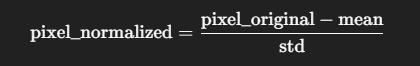 pixel_normalized = pixel_original − mean
std